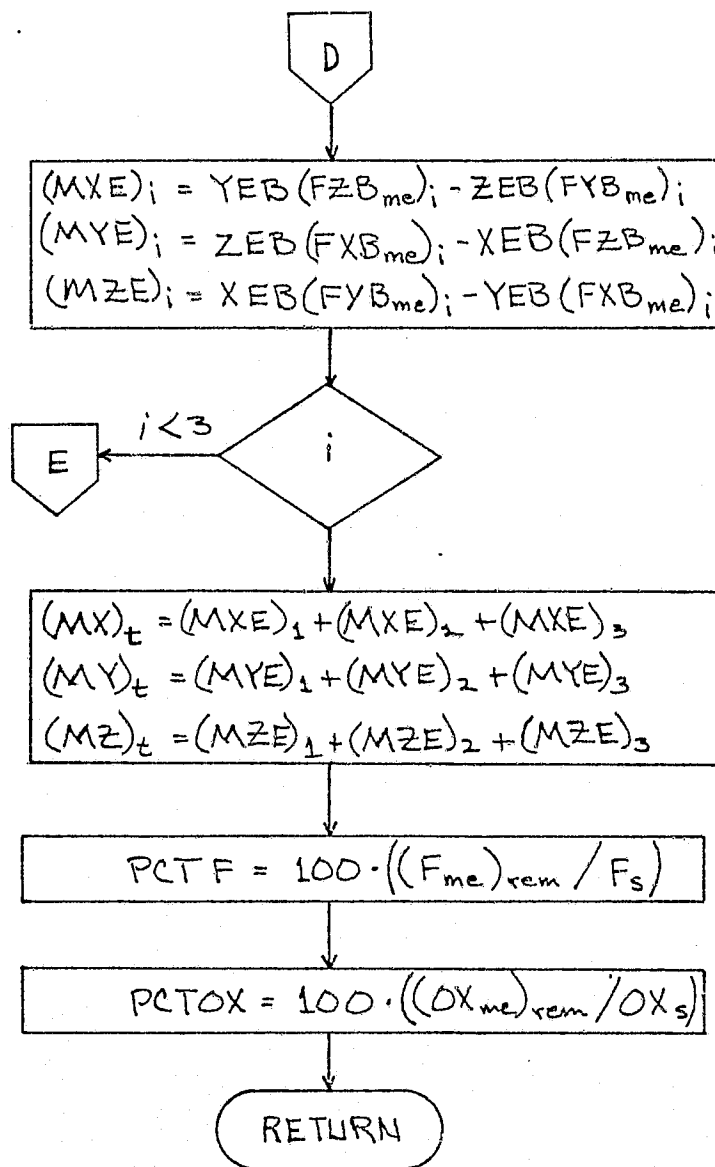 D
(MXE)i = YEB(FZBme)i - ZEB(FYBme)i
(MYE)i = ZEB(FXBme)i - XEB(FZBme)i
(MZE)i = XEB(FYBme)i - YEB(FXBme)i
i<3
i
E
(MX)t = (MXE)1 + (MXE)2 + (MXE)3
(MY)t = (MYE)1 + (MYE)2 + (MYE)3
(MZ)t = (MZE)1 + (MZE)2 + (MZE)3
PCTF = 100·((Fme)rem / Fs)
PCTOX = 100·((OXme)rem / OXs)
RETURN